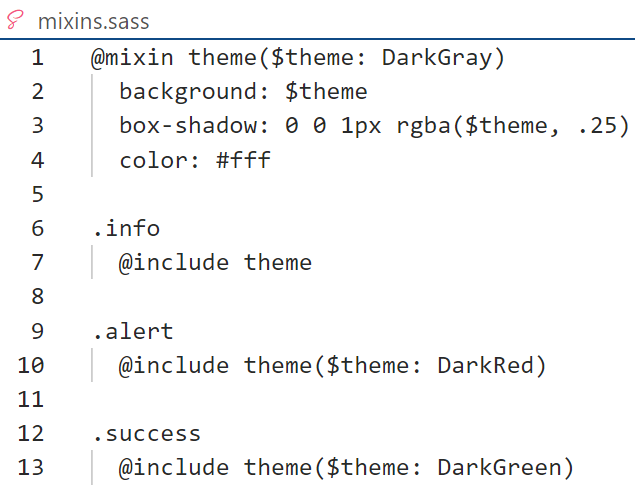 mixins.sass
1 @mixin theme($theme: DarkGray)
2   background: $theme
3   box-shadow: 0 0 1px rgba($theme, .25)
4   color: #fff
5
6 .info
7   @include theme
8
9 .alert
10   @include theme($theme: DarkRed)
11
12 .success
13   @include theme($theme: DarkGreen)